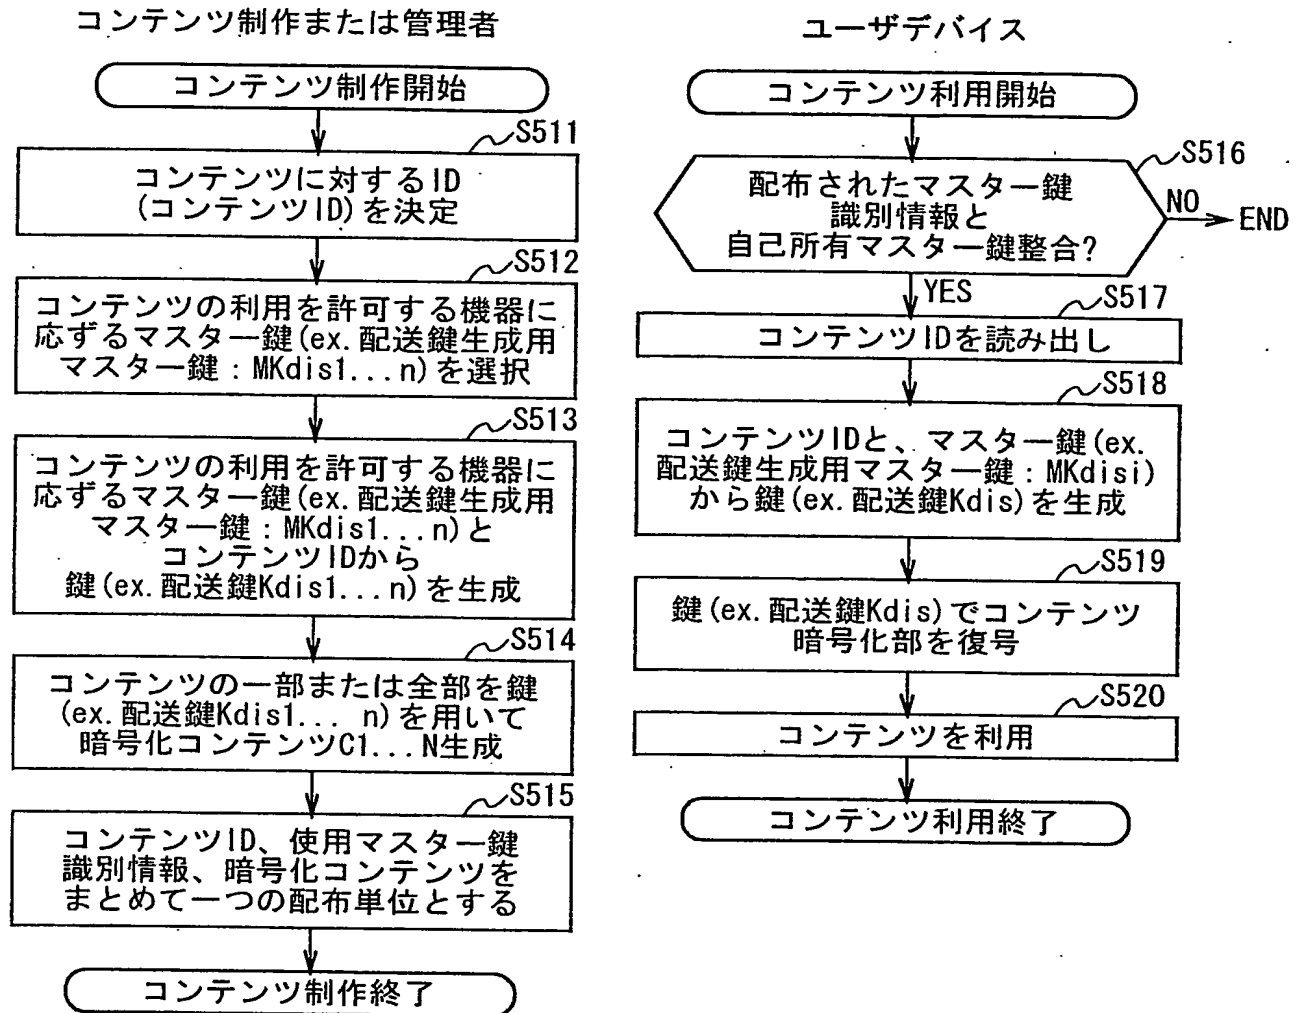 コンテンツ制作または管理者
コンテンツ制作開始
S511
コンテンツに対するID
(コンテンツID)を決定
S512
コンテンツの利用を許可する機器に
応ずるマスター鍵(ex.配送鍵生成用
マスター鍵:MKdis1...n)を選択
S513
コンテンツの利用を許可する機器に
応ずるマスター鍵(ex.配送鍵生成用
マスター鍵:MKdis1...n)と
コンテンツIDから
鍵(ex.配送鍵Kdis1...n)を生成
S514
コンテンツの一部または全部を鍵
(ex.配送鍵Kdis1... n)を用いて
暗号化コンテンツC1...N生成
S515
コンテンツID、使用マスター鍵
識別情報、暗号化コンテンツを
まとめて一つの配布単位とする
コンテンツ制作終了
ユーザデバイス
コンテンツ利用開始
S516
配布されたマスター鍵
識別情報と
自己所有マスター鍵整合?
NO
END
YES
S517
コンテンツIDを読み出し
S518
コンテンツIDと、マスター鍵(ex.
配送鍵生成用マスター鍵:MKdisi)
から鍵(ex.配送鍵Kdis)を生成
S519
鍵(ex.配送鍵Kdis)でコンテンツ
暗号化部を復号
S520
コンテンツを利用
コンテンツ利用終了